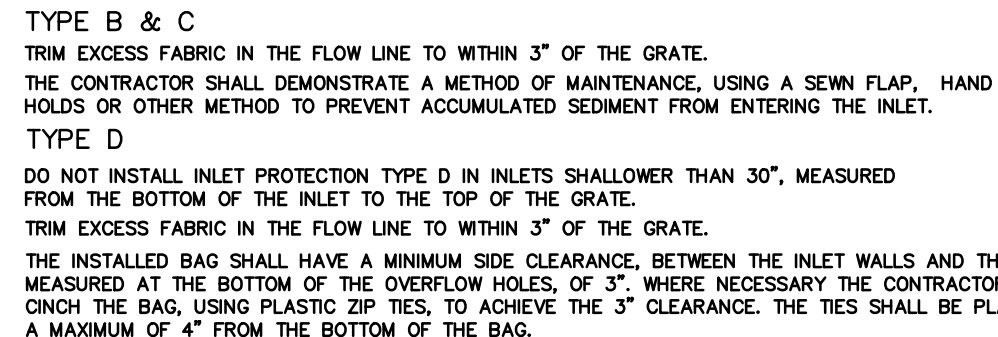 TYPE B & C
TRIM EXCESS FABRIC IN THE FLOW LINE TO WITHIN 3" OF THE GRATE.
THE CONTRACTOR SHALL DEMONSTRATE A METHOD OF MAINTENANCE, USING A SEWN FLAP, HAND
HOLDS OR OTHER METHOD TO PREVENT ACCUMULATED SEDIMENT FROM ENTERING THE INLET.
TYPE D
DO NOT INSTALL INLET PROTECTION TYPE D IN INLETS SHALLOWER THAN 30", MEASURED
FROM THE BOTTOM OF THE INLET TO THE TOP OF THE GRATE.
TRIM EXCESS FABRIC IN THE FLOW LINE TO WITHIN 3" OF THE GRATE.
THE INSTALLED BAG SHALL HAVE A MINIMUM SIDE CLEARANCE, BETWEEN THE INLET WALLS AND
MEASURED AT THE BOTTOM OF THE OVERFLOW HOLES, OF 3". WHERE NECESSARY THE CONTRACTOR
CINCH THE BAG, USING PLASTIC ZIP TIES, TO ACHIEVE THE 3" CLEARANCE. THE TIES SHALL BE
A MAXIMUM OF 4" FROM THE BOTTOM OF THE BAG.